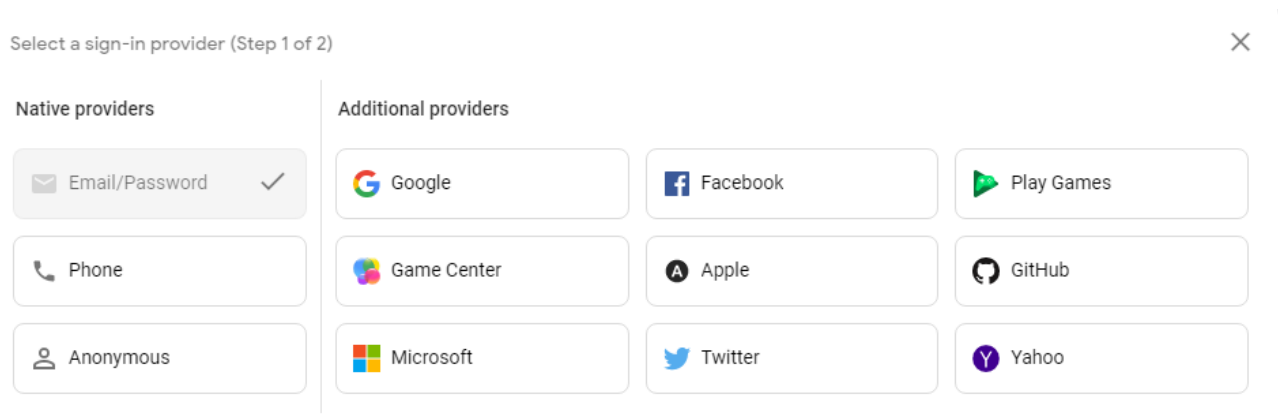 Select a sign-in provider (Step 1 of 2)
Native providers
Additional providers
Email/Password
Google
Facebook
Play Games
Phone
Game Center
Apple
GitHub
Anonymous
Microsoft
Twitter
Yahoo